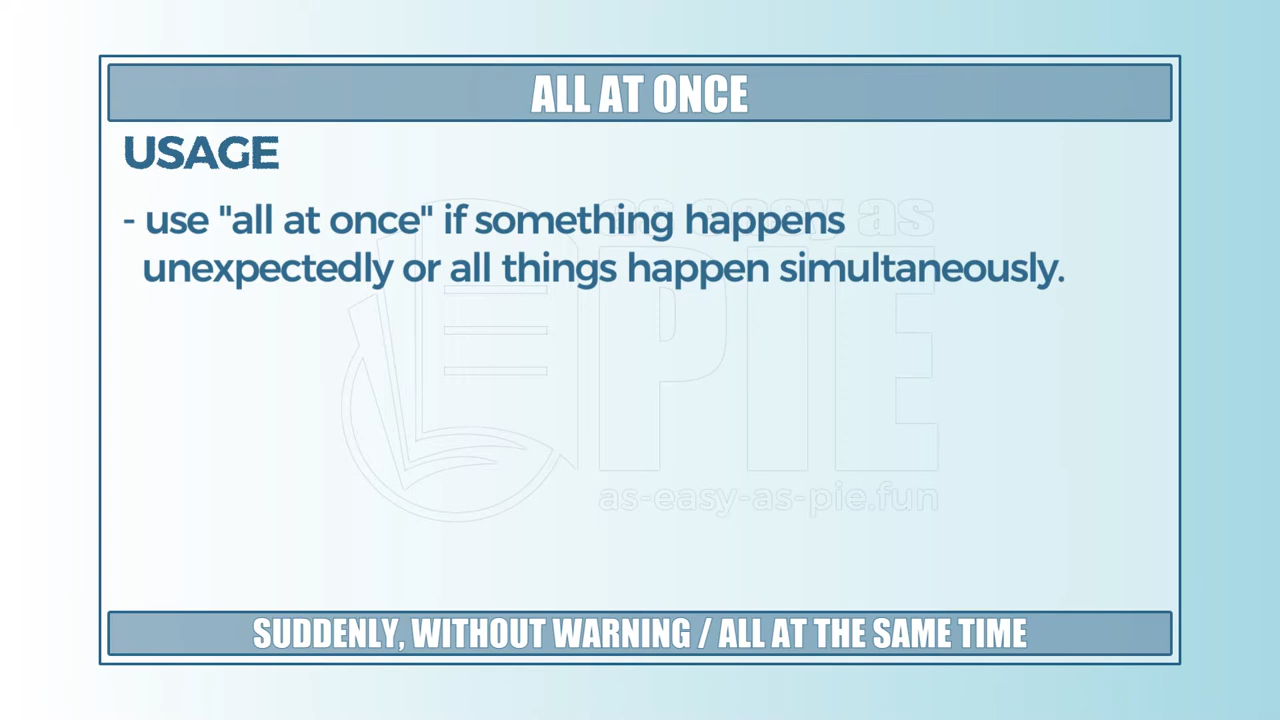 ALL AT ONCE
USAGE
- use "all at once" if something happens
unexpectedly or all things happen simultaneously.
as easy as
PIE
as-easy-as-pie.fun
SUDDENLY, WITHOUT WARNING / ALL AT THE SAME TIME